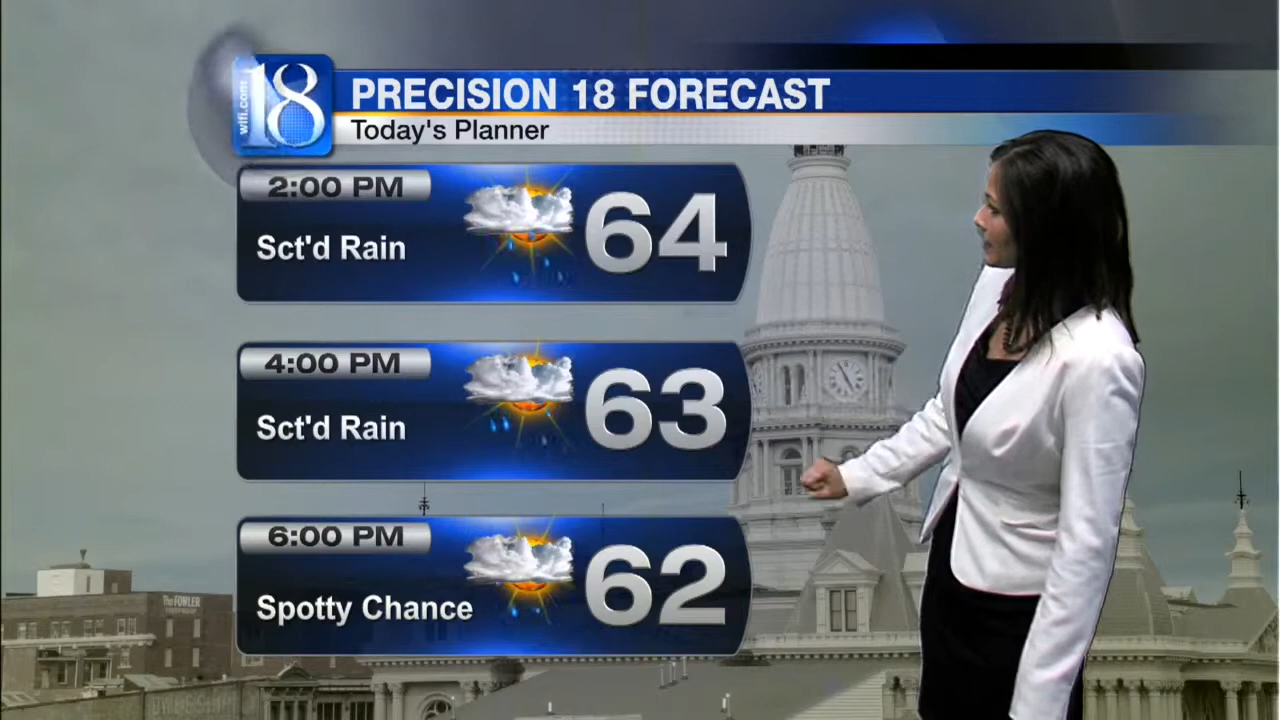 wlfi.com
18
PRECISION 18 FORECAST
Today's Planner
2:00 PM
Sct'd Rain
64
4:00 PM
Sct'd Rain
63
6:00 PM
Spotty Chance
62
The FOWLER